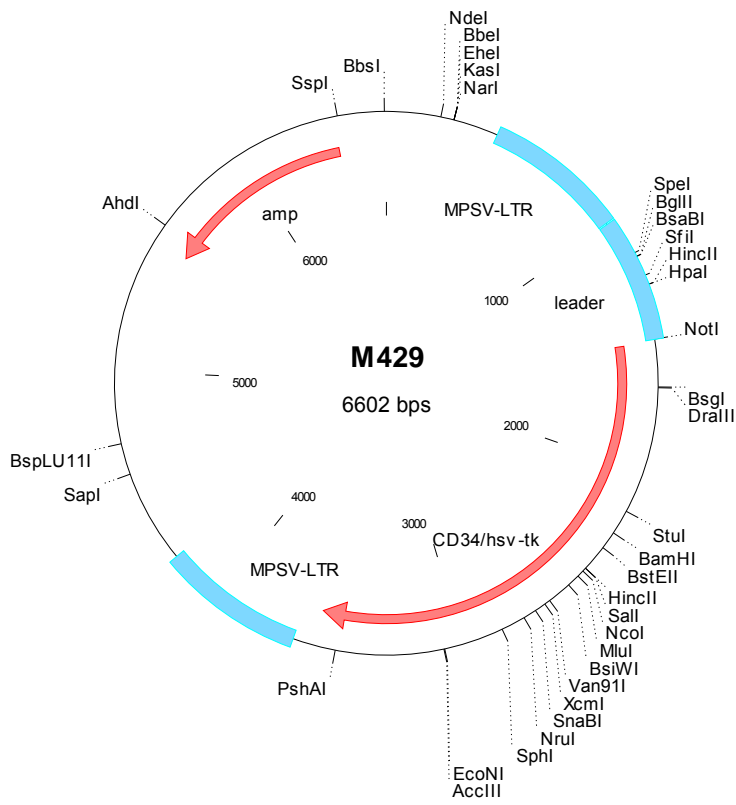 NdeI
BbeI
EheI
KasI
NarI
BbsI
SspI
AhdI
amp
6000
MPSV-LTR
SpeI
BglII
BsaBI
SfiI
HincII
HpaI
1000
leader
NotI
M429
6602 bps
5000
BsgI
DraIII
2000
BspLU11I
SapI
4000
3000
CD34/hsv-tk
MPSV-LTR
StuI
BamHI
BstEII
HincII
SalI
NcoI
MluI
BsiWI
Van91I
XcmI
SnaBI
NruI
SphI
PshAI
EcoNI
AccIII